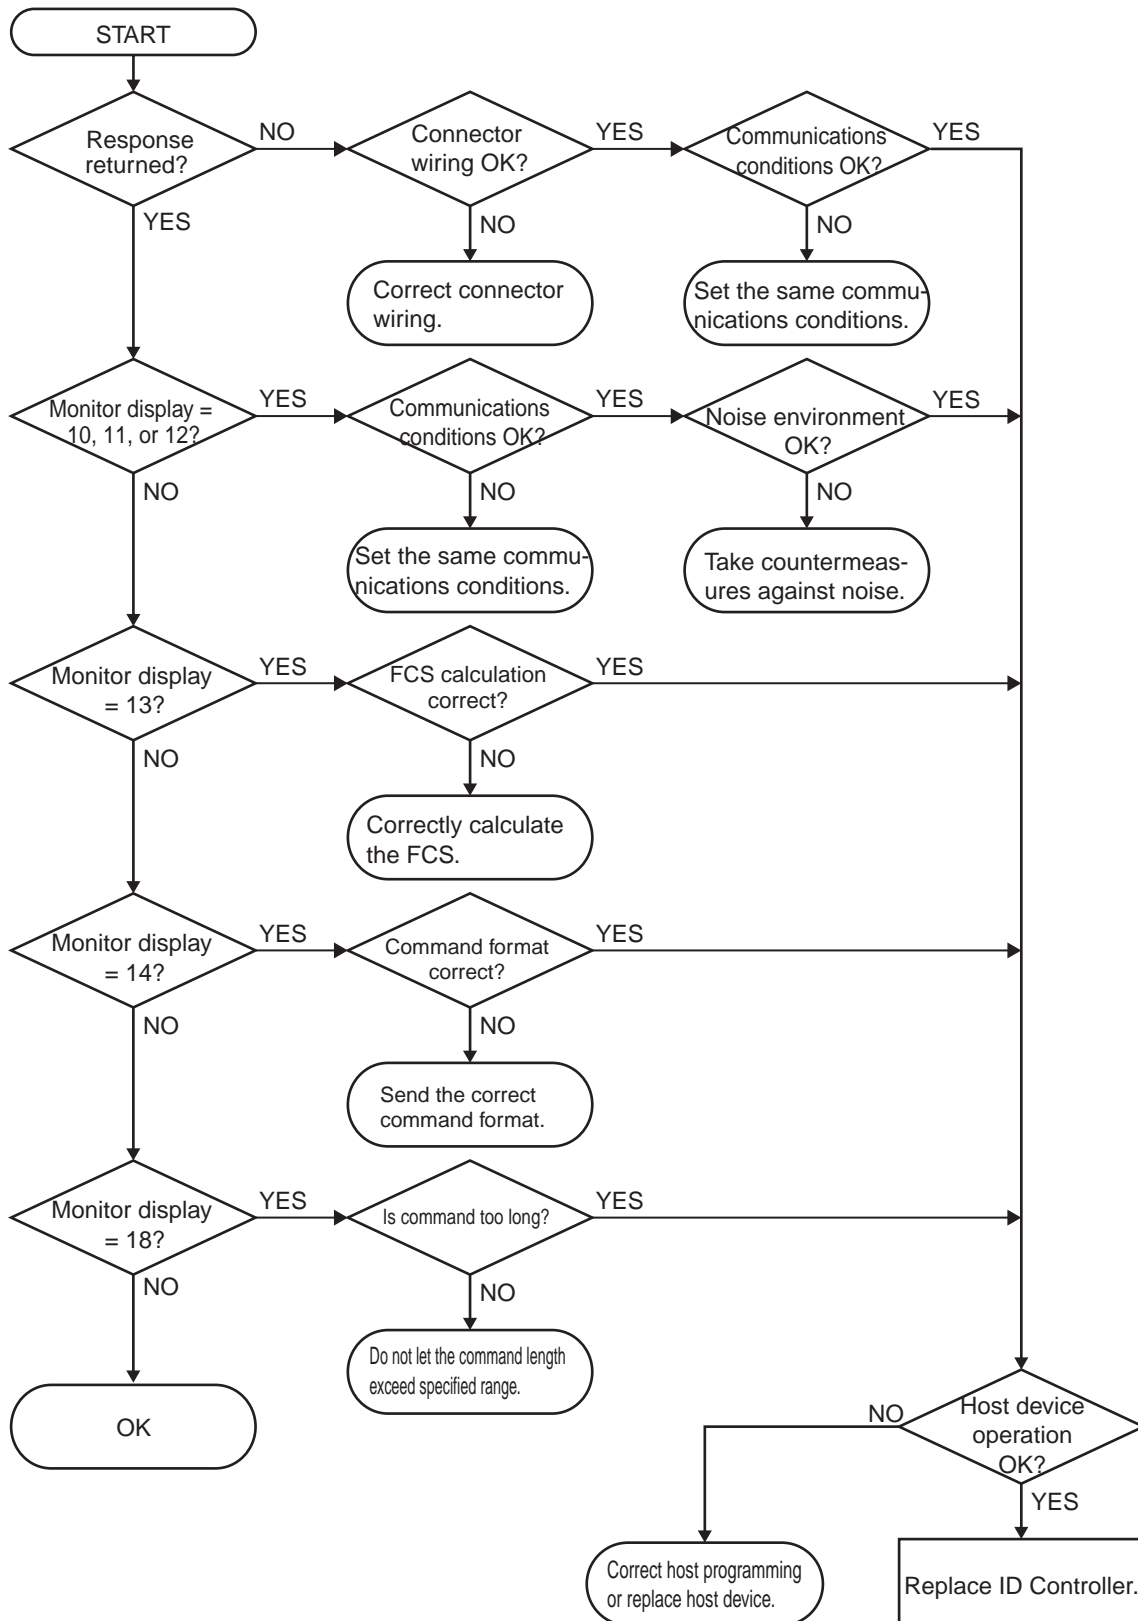 START
Response
returned?
NO
Connector
wiring OK?
YES
Communications
conditions OK?
YES
YES
NO
NO
Correct connector
wiring.
Set the same commu-
nications conditions.
Monitor display =
10, 11, or 12?
YES
Communications
conditions OK?
YES
Noise environment
OK?
YES
NO
NO
NO
Set the same commu-
nications conditions.
Take countermeas-
ures against noise.
Monitor display
= 13?
YES
FCS calculation
correct?
YES
NO
NO
Correctly calculate
the FCS.
Monitor display
= 14?
YES
Command format
correct?
YES
NO
NO
Send the correct
command format.
Monitor display
= 18?
YES
Is command too long?
YES
NO
NO
Do not let the command length
exceed specified range.
OK
NO
Host device
operation
OK?
YES
Correct host programming
or replace host device.
Replace ID Controller.